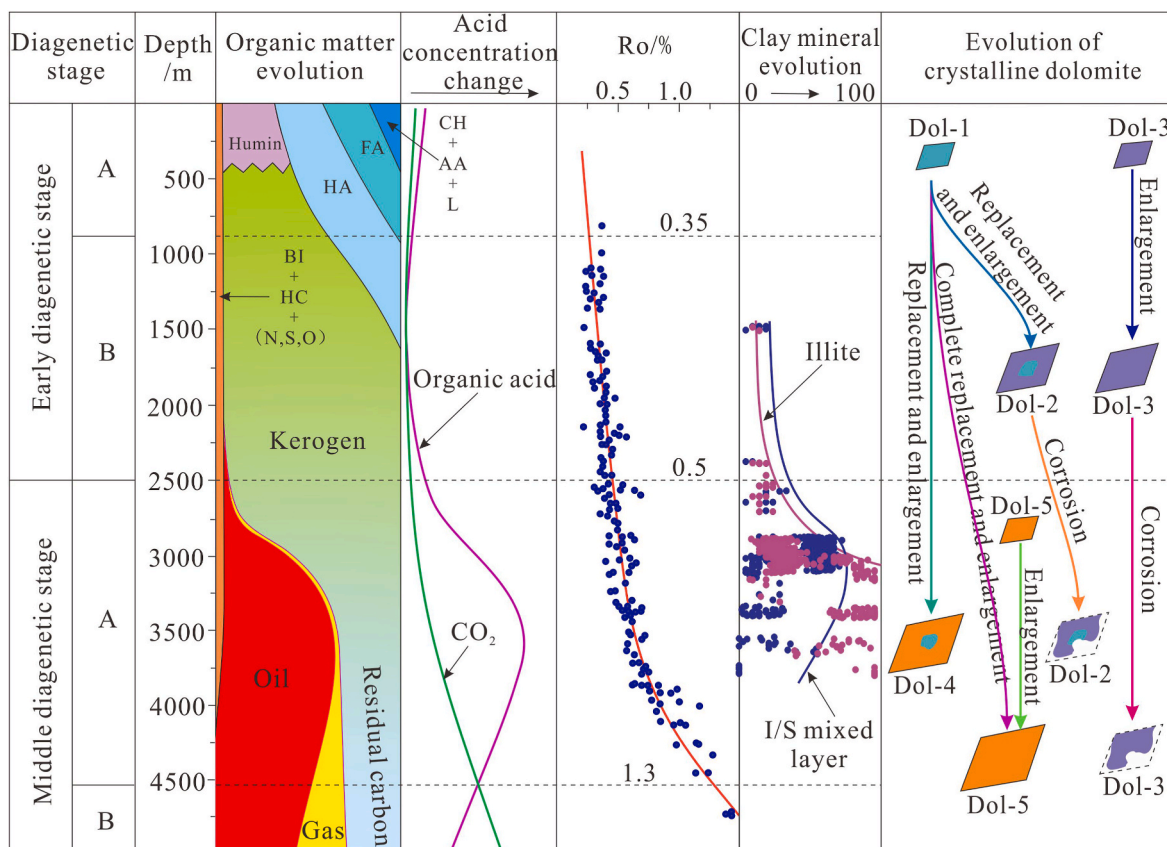 Diagenetic
stage
Depth
/m
Organic matter
evolution
Acid
concentration
change
Ro/%
0.5 1.0
Clay mineral
evolution
0 100
Evolution of
crystalline dolomite
Early diagenetic stage
A
B
Middle diagenetic stage
A
B
500
1000
1500
2000
2500
3000
3500
4000
4500
Humin
FA
HA
BI
+
HC
+
(N,S,O)
Kerogen
Oil
Gas
Residual carbon
CH
+
AA
+
L
Organic acid
CO₂
0.35
0.5
1.3
Illite
I/S mixed
layer
Dol-1
Dol-3
Replacement
and enlargement
Enlargement
Replacement and enlargement
Complete replacement and enlargement
Dol-2
Dol-3
Corrosion
Corrosion
Dol-5
Enlargement
Dol-4
Dol-2
Dol-5
Dol-3